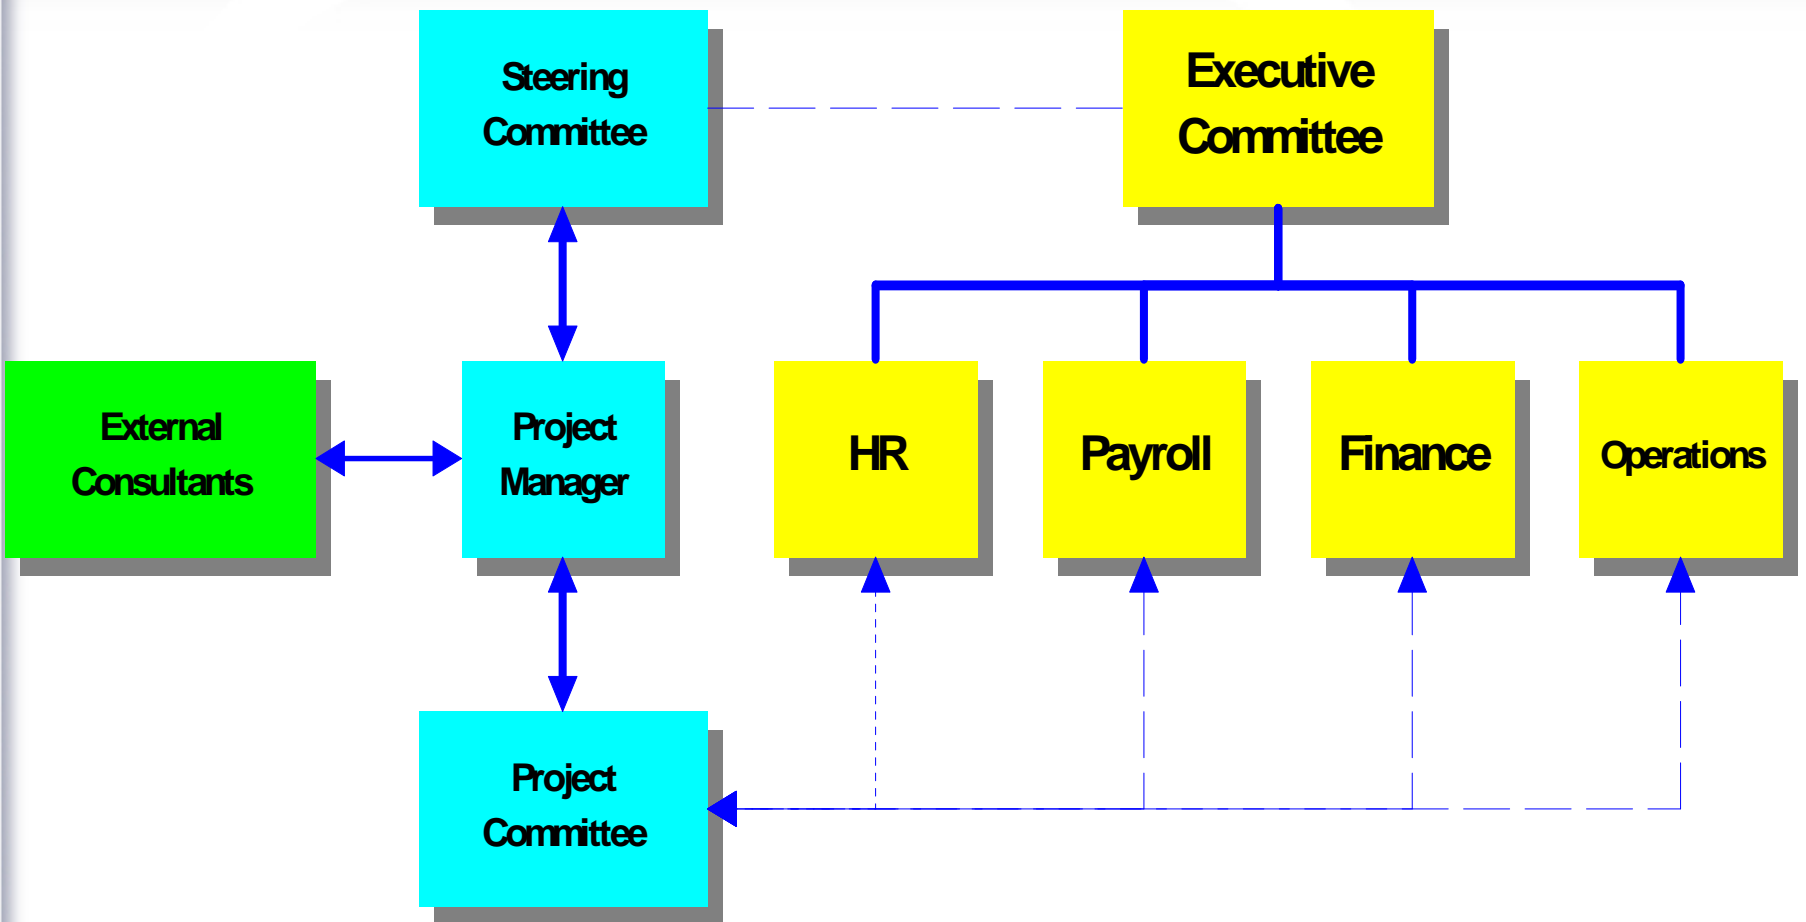 Steering
Committee
Executive
Committee
External
Consultants
Project
Manager
HR
Payroll
Finance
Operations
Project
Committee